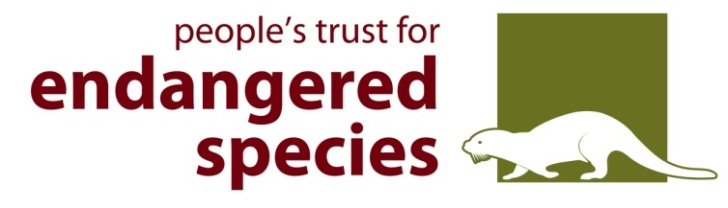 people’s trust for
endangered
species